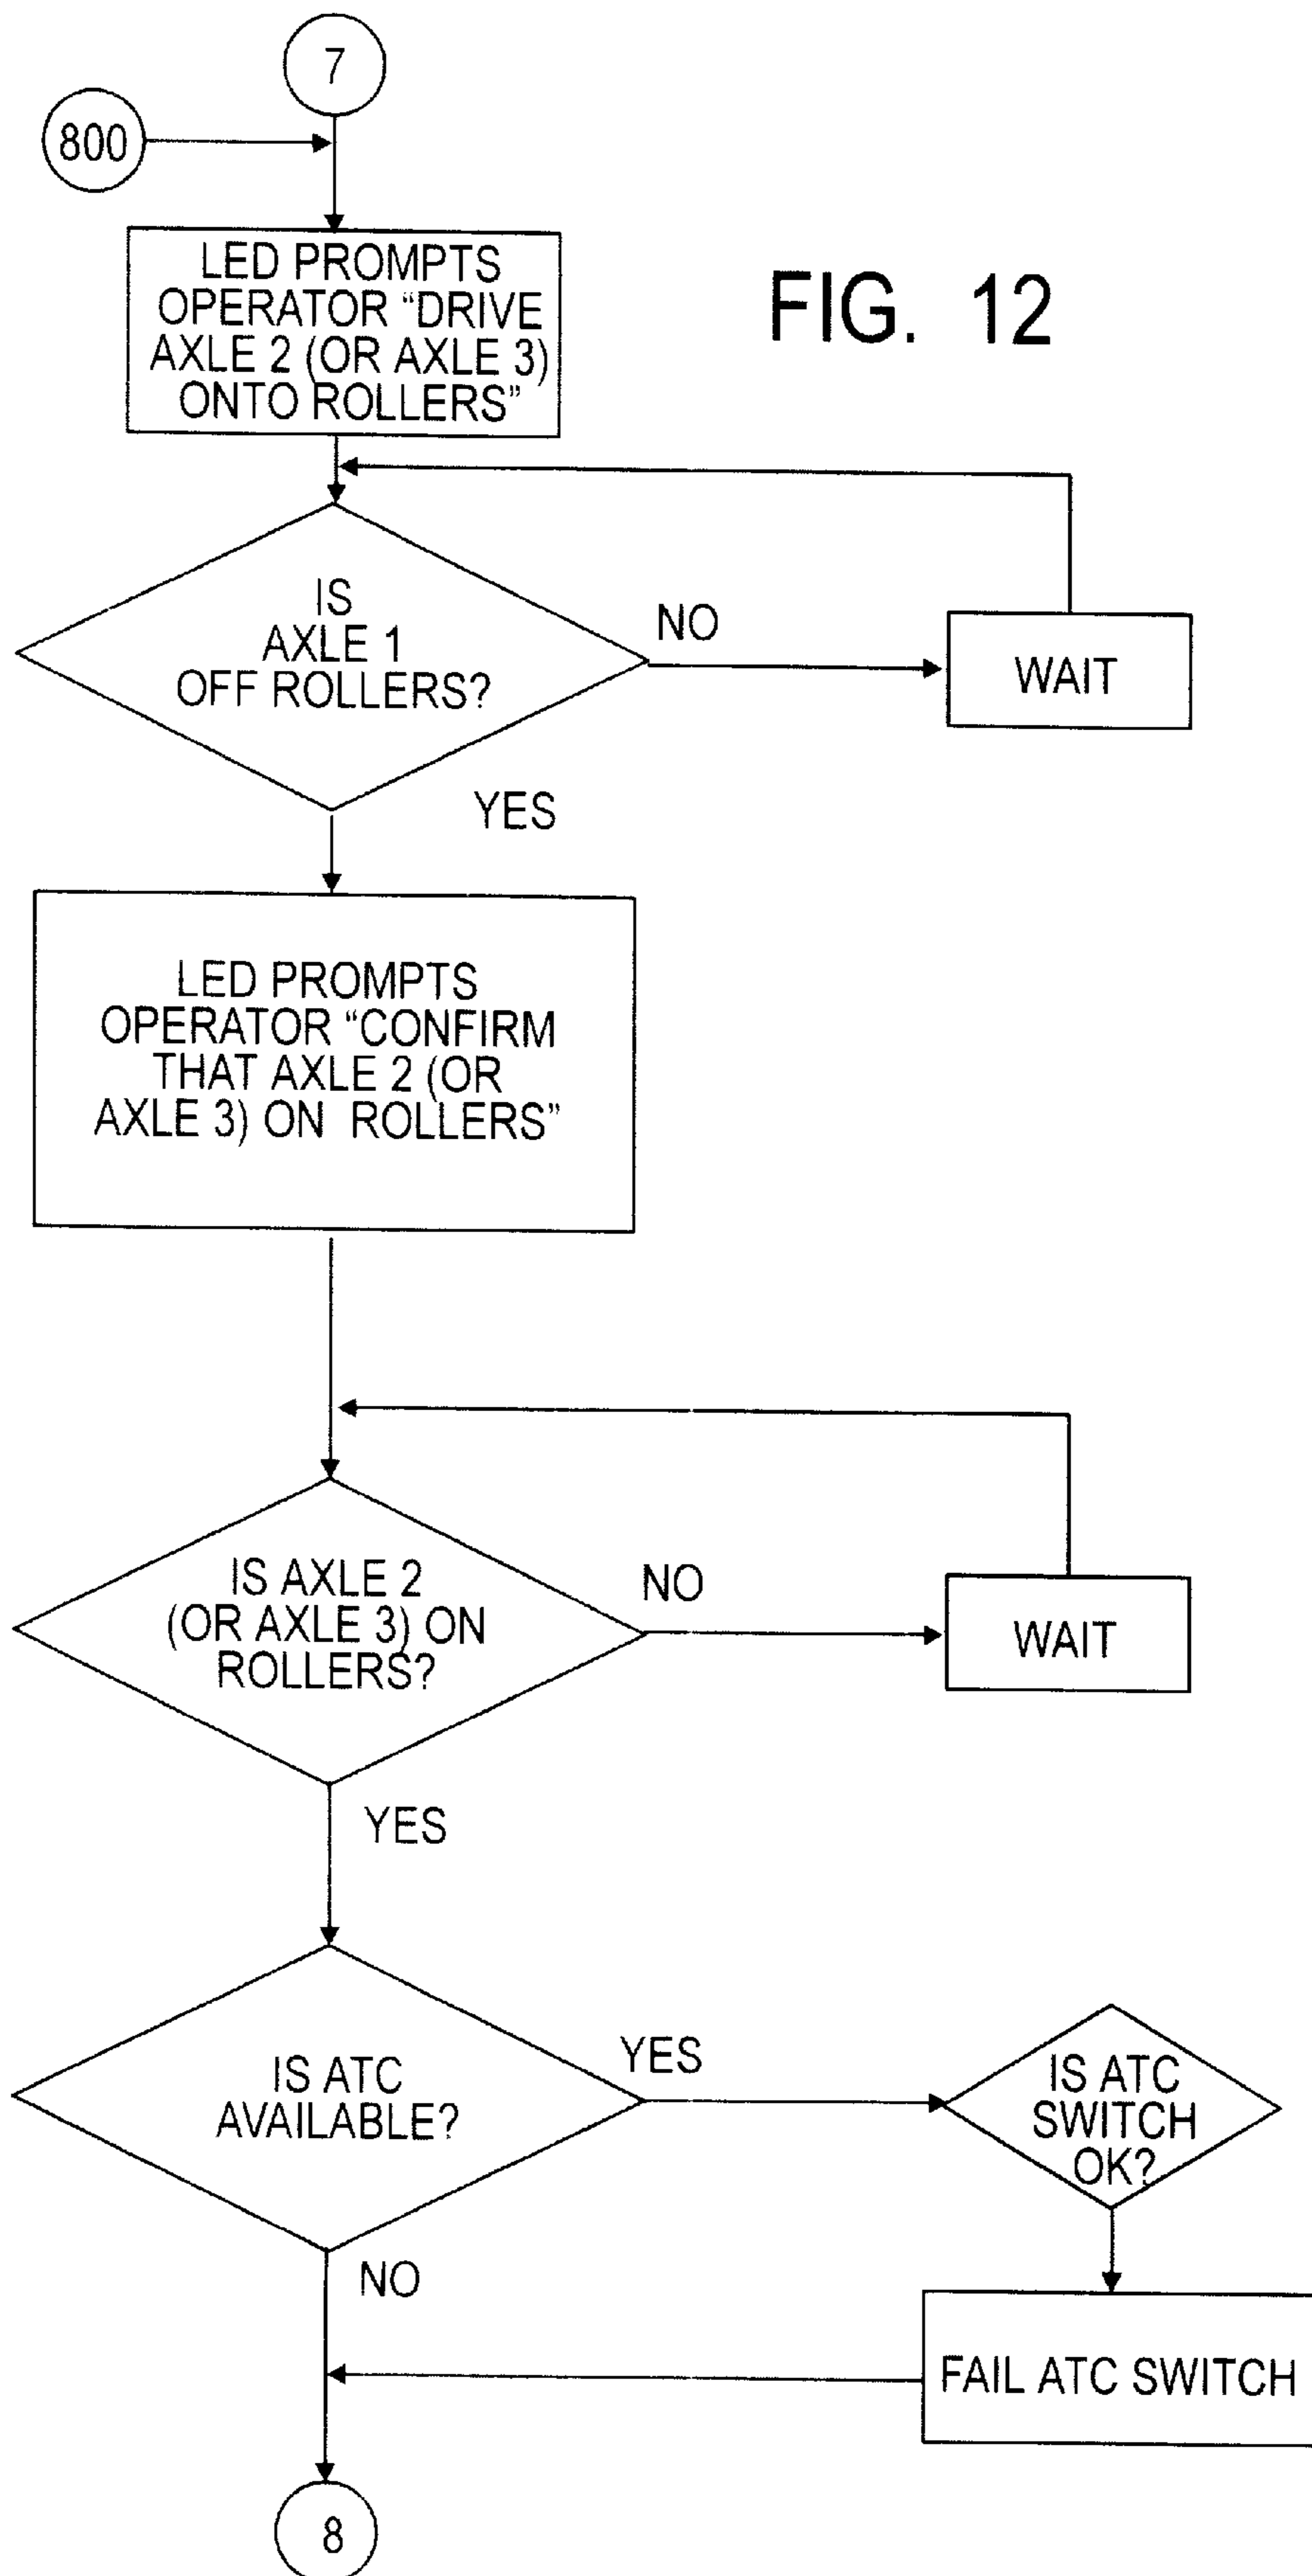 7
800
LED PROMPTS
OPERATOR “DRIVE
AXLE 2 (OR AXLE 3)
ONTO ROLLERS”
FIG. 12
IS
AXLE 1
OFF ROLLERS?
NO
WAIT
YES
LED PROMPTS
OPERATOR “CONFIRM
THAT AXLE 2 (OR
AXLE 3) ON ROLLERS”
IS AXLE 2
(OR AXLE 3) ON
ROLLERS?
NO
WAIT
YES
IS ATC
AVAILABLE?
YES
IS ATC
SWITCH
OK?
NO
FAIL ATC SWITCH
8